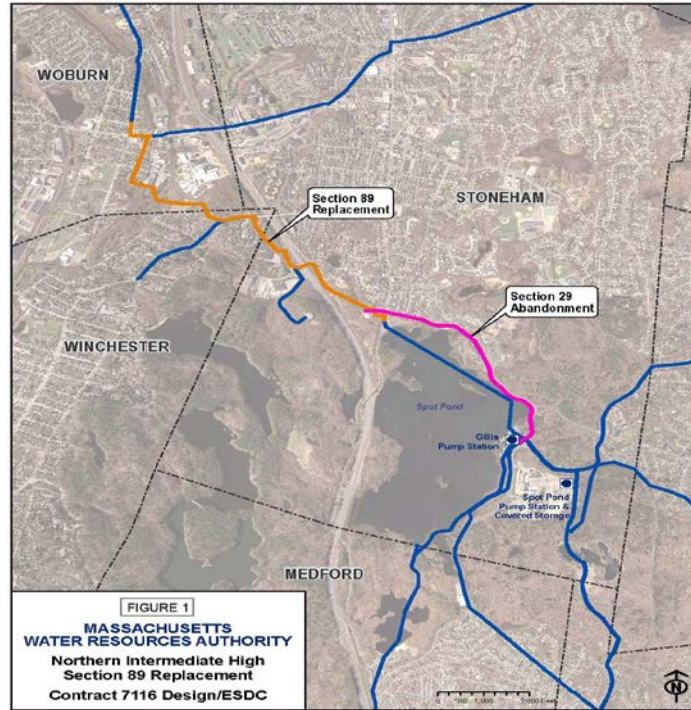 WOBURN
STONEHAM
Section 89
Replacement
Section 29
Abandonment
WINCHESTER
Spot Pond
Gillis
Pump Station
Spot Pond
Pump Station &
Covered Storage
MEDFORD
FIGURE 1
MASSACHUSETTS
WATER RESOURCES AUTHORITY
Northern Intermediate High
Section 89 Replacement
Contract 7116 Design/ESDC
N